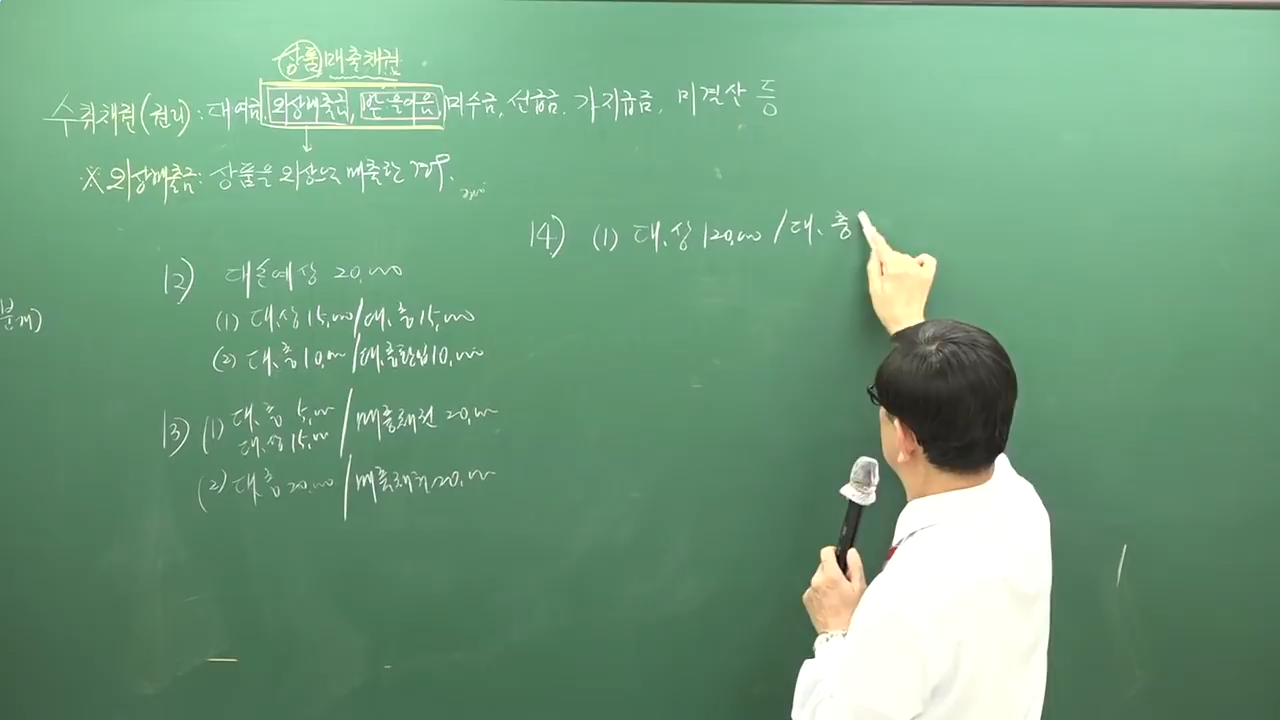 상품 매출채권
수취채권(권리) : 대여금, 외상매출금, 받을어음, 미수금, 선급금, 가지급금, 미결산 등
※ 외상매출금 : 상품을 외상으로 매출한 경우.
14) (1) 대.상 120,000 / 대.충
12) 대손예상 20,000
(1) 대.상 15,000 / 대.충 15,000
(2) 대.충 10,000 / 대.충환입 10,000
분개)
13) (1) 대.충 5,000 / 매출채권 20,000
대.상 15,000
(2) 대.충 20,000 / 매출채권 20,000